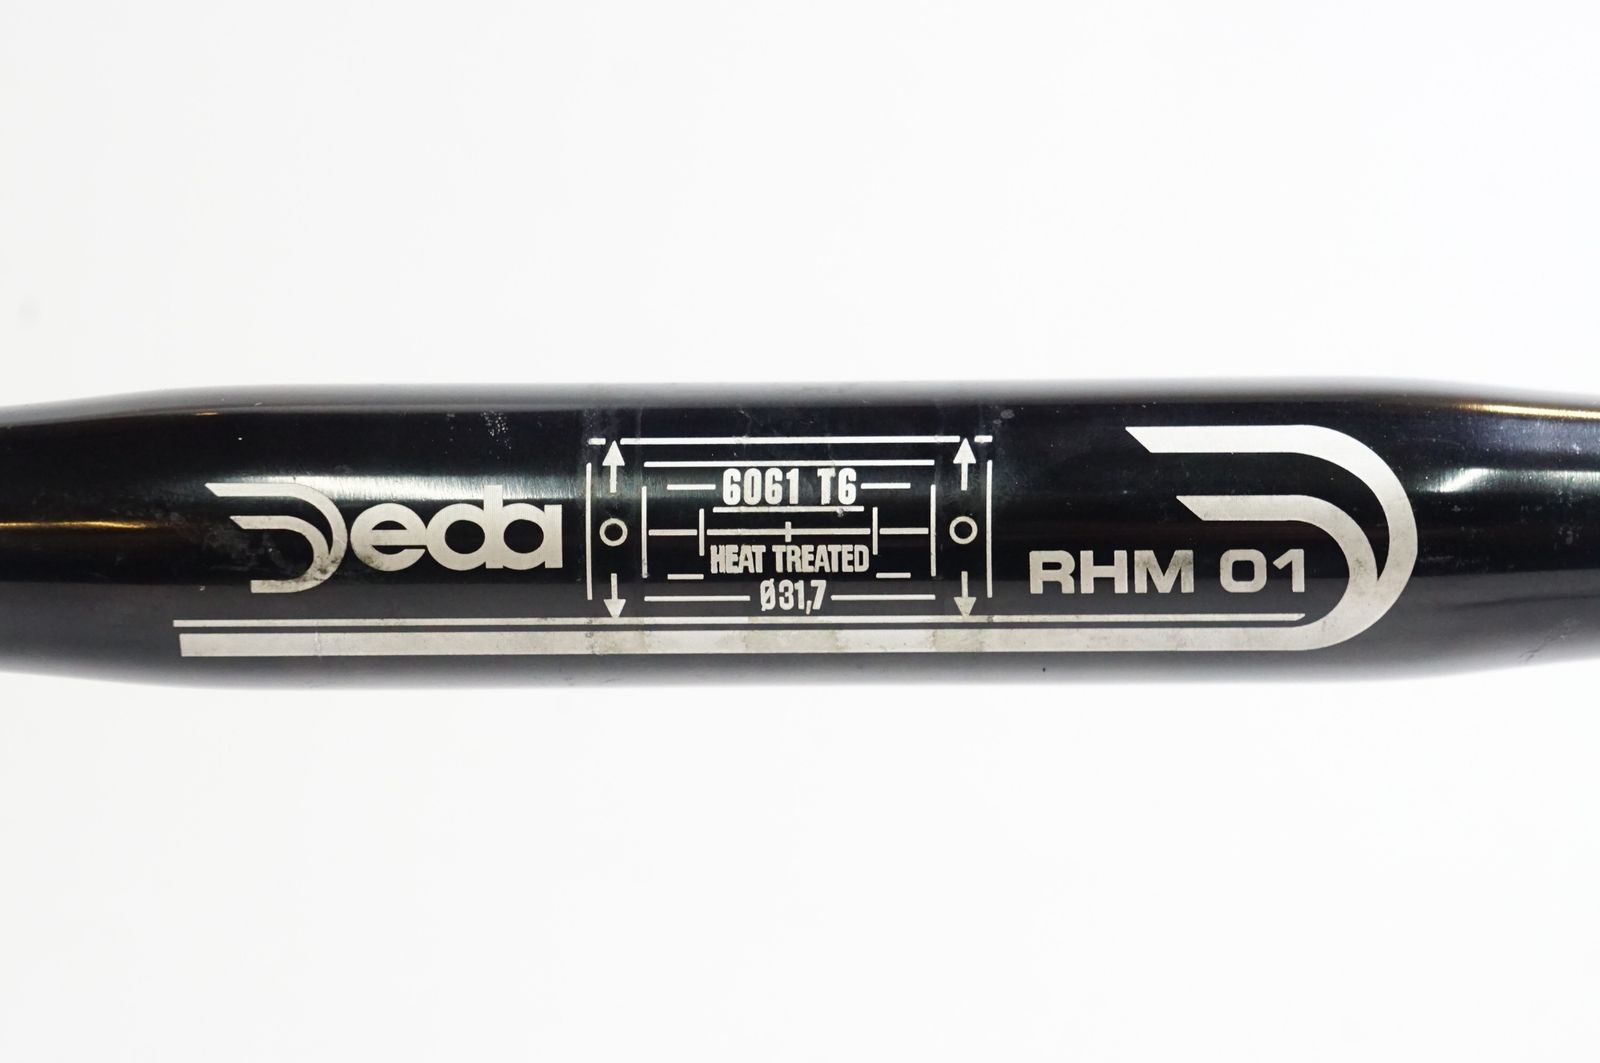 Deda
6061 T6
HEAT TREATED
Ø31,7
RHM 01